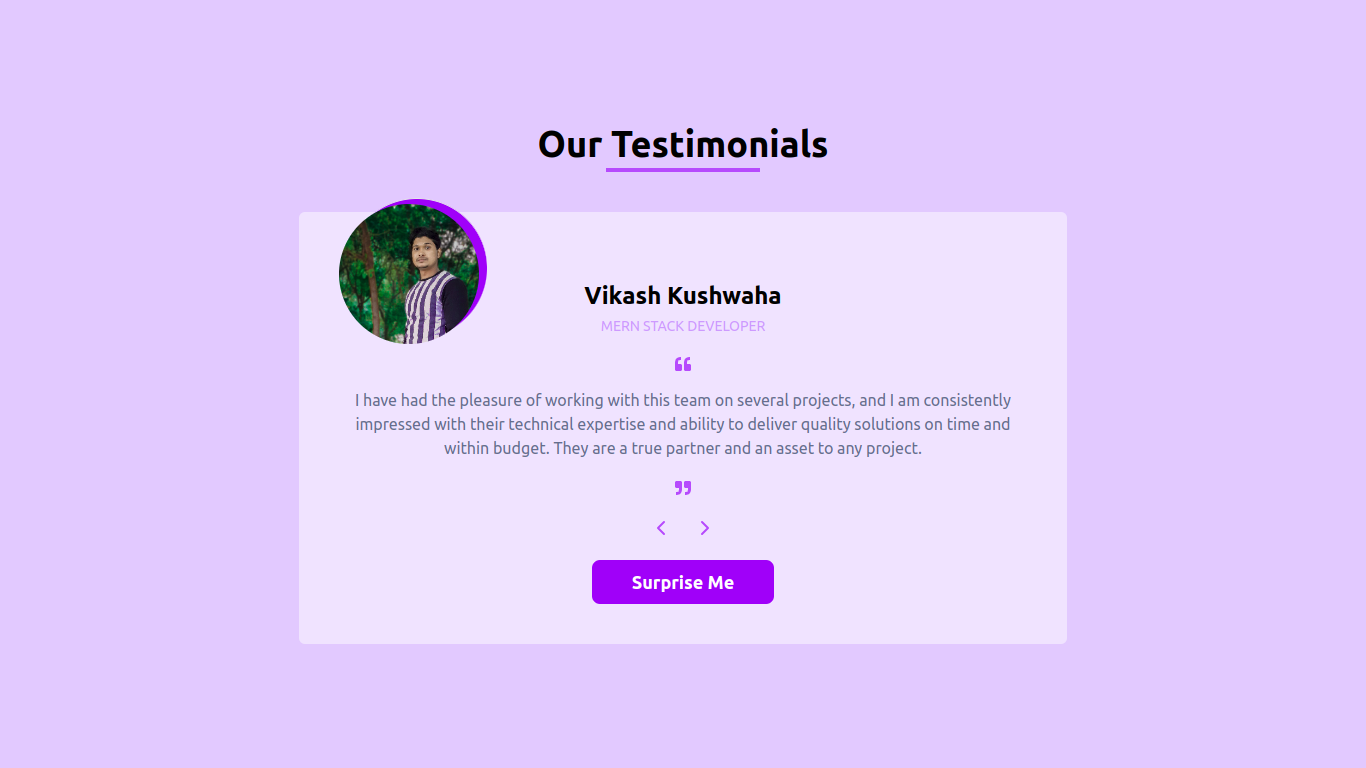 Our Testimonials
Vikash Kushwaha
MERN STACK DEVELOPER
❝
I have had the pleasure of working with this team on several projects, and I am consistently
impressed with their technical expertise and ability to deliver quality solutions on time and
within budget. They are a true partner and an asset to any project.
❞
Surprise Me